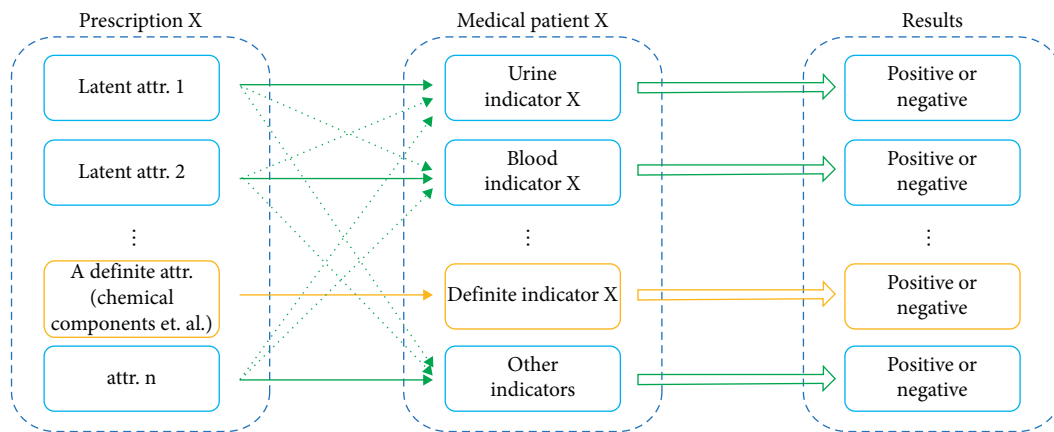 Prescription X
Medical patient X
Results
Latent attr. 1
Urine
indicator X
Positive or
negative
Latent attr. 2
Blood
indicator X
Positive or
negative
⋮
⋮
⋮
A definite attr.
(chemical
components et. al.)
Definite indicator X
Positive or
negative
attr. n
Other
indicators
Positive or
negative